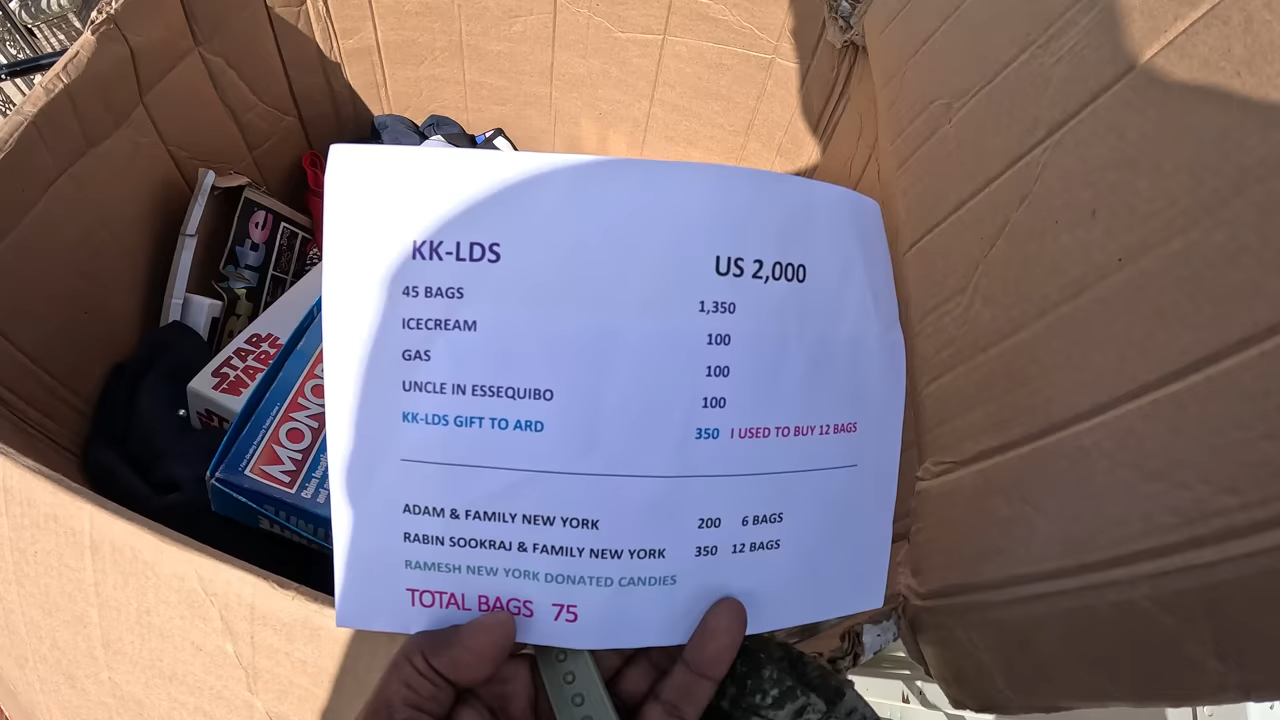 KK-LDS US 2,000
45 BAGS 1,350
ICECREAM 100
GAS 100
UNCLE IN ESSEQUIBO 100
KK-LDS GIFT TO ARD 350 I USED TO BUY 12 BAGS
ADAM & FAMILY NEW YORK 200 6 BAGS
RABIN SOOKRAJ & FAMILY NEW YORK 350 12 BAGS
RAMESH NEW YORK DONATED CANDIES
TOTAL BAGS 75
STAR
WARS
MONO